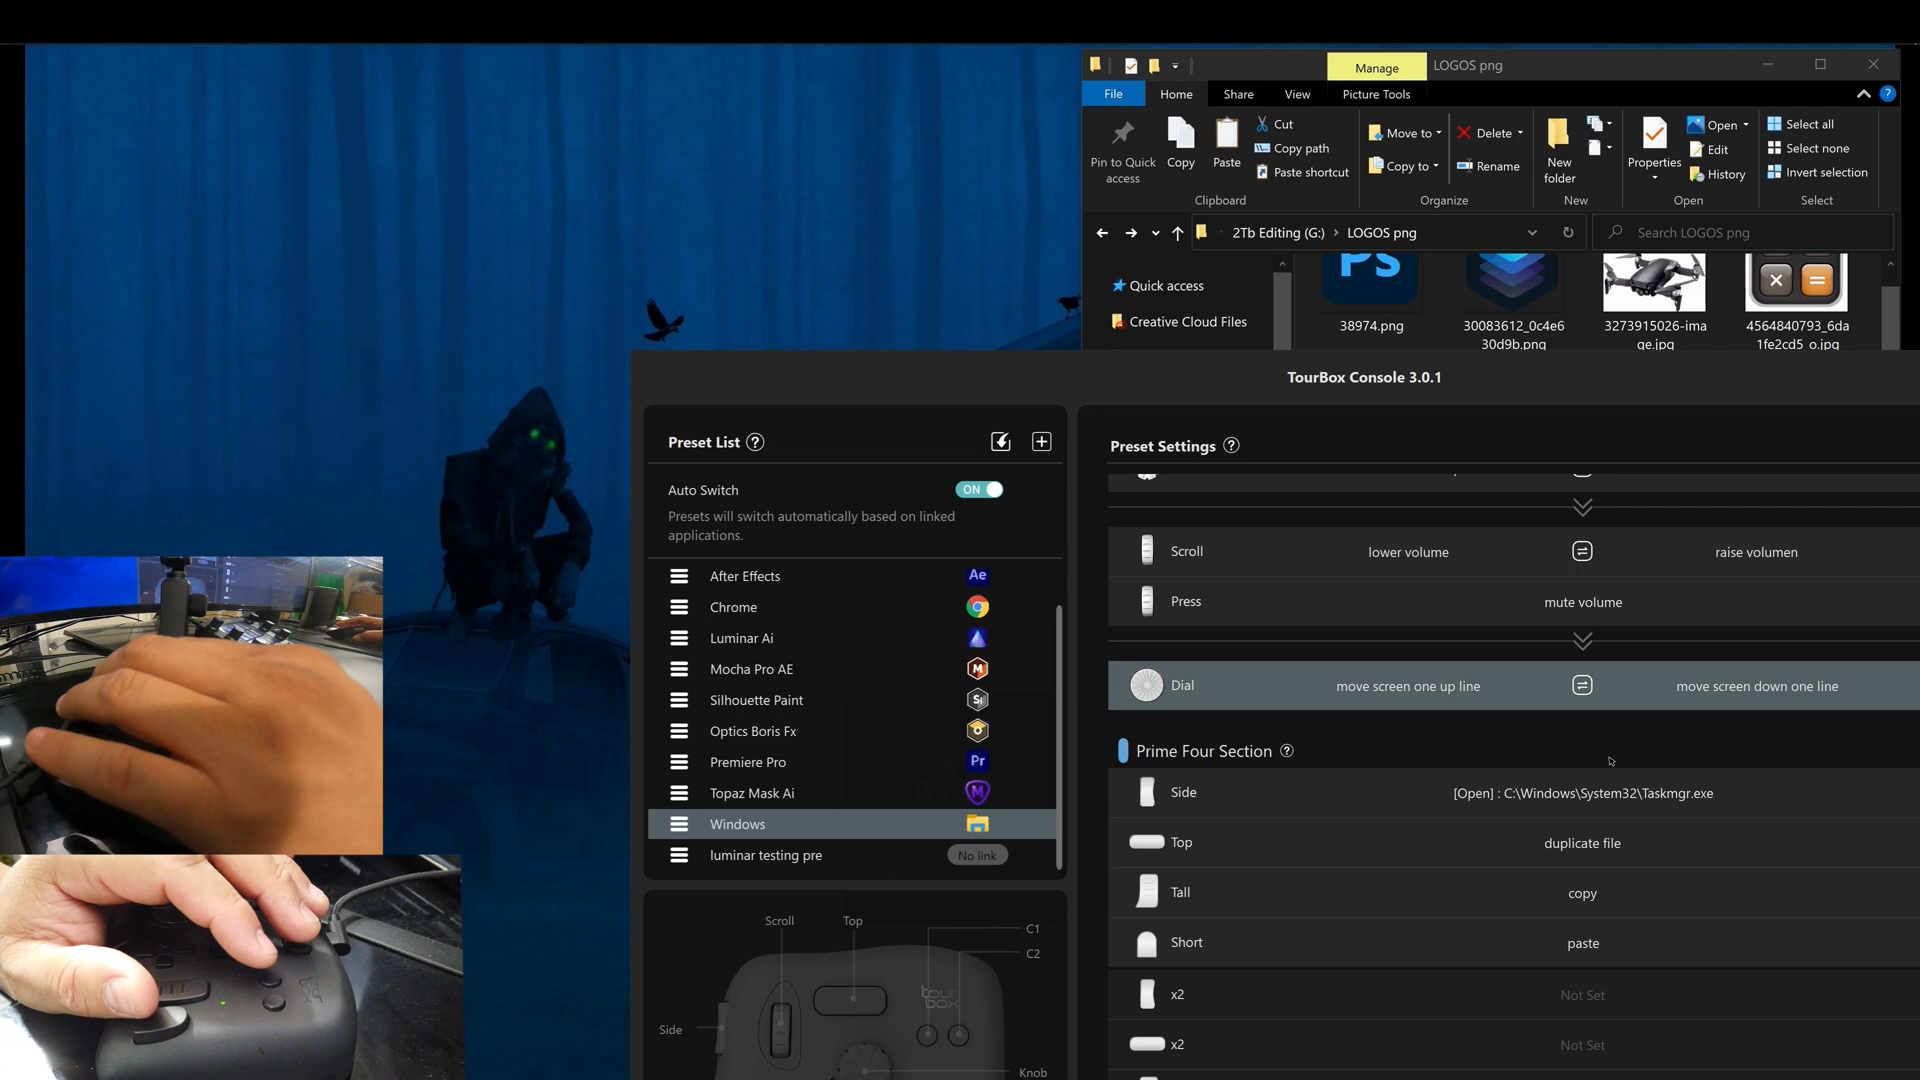 Manage
LOGOS png
File
Home
Share
View
Picture Tools
?
Pin to Quick
access
Copy
Paste
Cut
Copy path
Paste shortcut
Clipboard
Move to
Copy to
Delete
Rename
Organize
New
folder
New
Properties
Open
Edit
History
Open
Select all
Select none
Invert selection
Select
2Tb Editing (G:) > LOGOS png
Search LOGOS png
Quick access
Creative Cloud Files
PS
38974.png
30083612_0c4e6
30d9b.png
3273915026-ima
ge.jpg
4564840793_6da
1fe2cd5_o.jpg
TourBox Console 3.0.1
Preset List ?
Auto Switch
ON
Presets will switch automatically based on linked
applications.
After Effects
Ae
Chrome
Luminar Ai
Mocha Pro AE
M
Silhouette Paint
Si
Optics Boris Fx
Premiere Pro
Pr
Topaz Mask Ai
M
Windows
luminar testing pre
No link
Scroll
Top
C1
C2
Side
Knob
tour
box
Preset Settings ?
Scroll
lower volume
raise volumen
Press
mute volume
Dial
move screen one up line
move screen down one line
Prime Four Section ?
Side
[Open] : C:\Windows\System32\Taskmgr.exe
Top
duplicate file
Tall
copy
Short
paste
x2
Not Set
x2
Not Set
tour
box